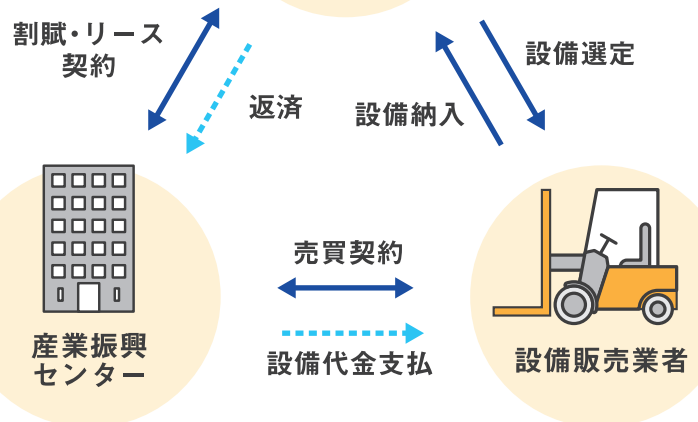 割賦・リース
契約
返済
設備納入
設備選定
売買契約
設備代金支払
産業振興
センター
設備販売業者